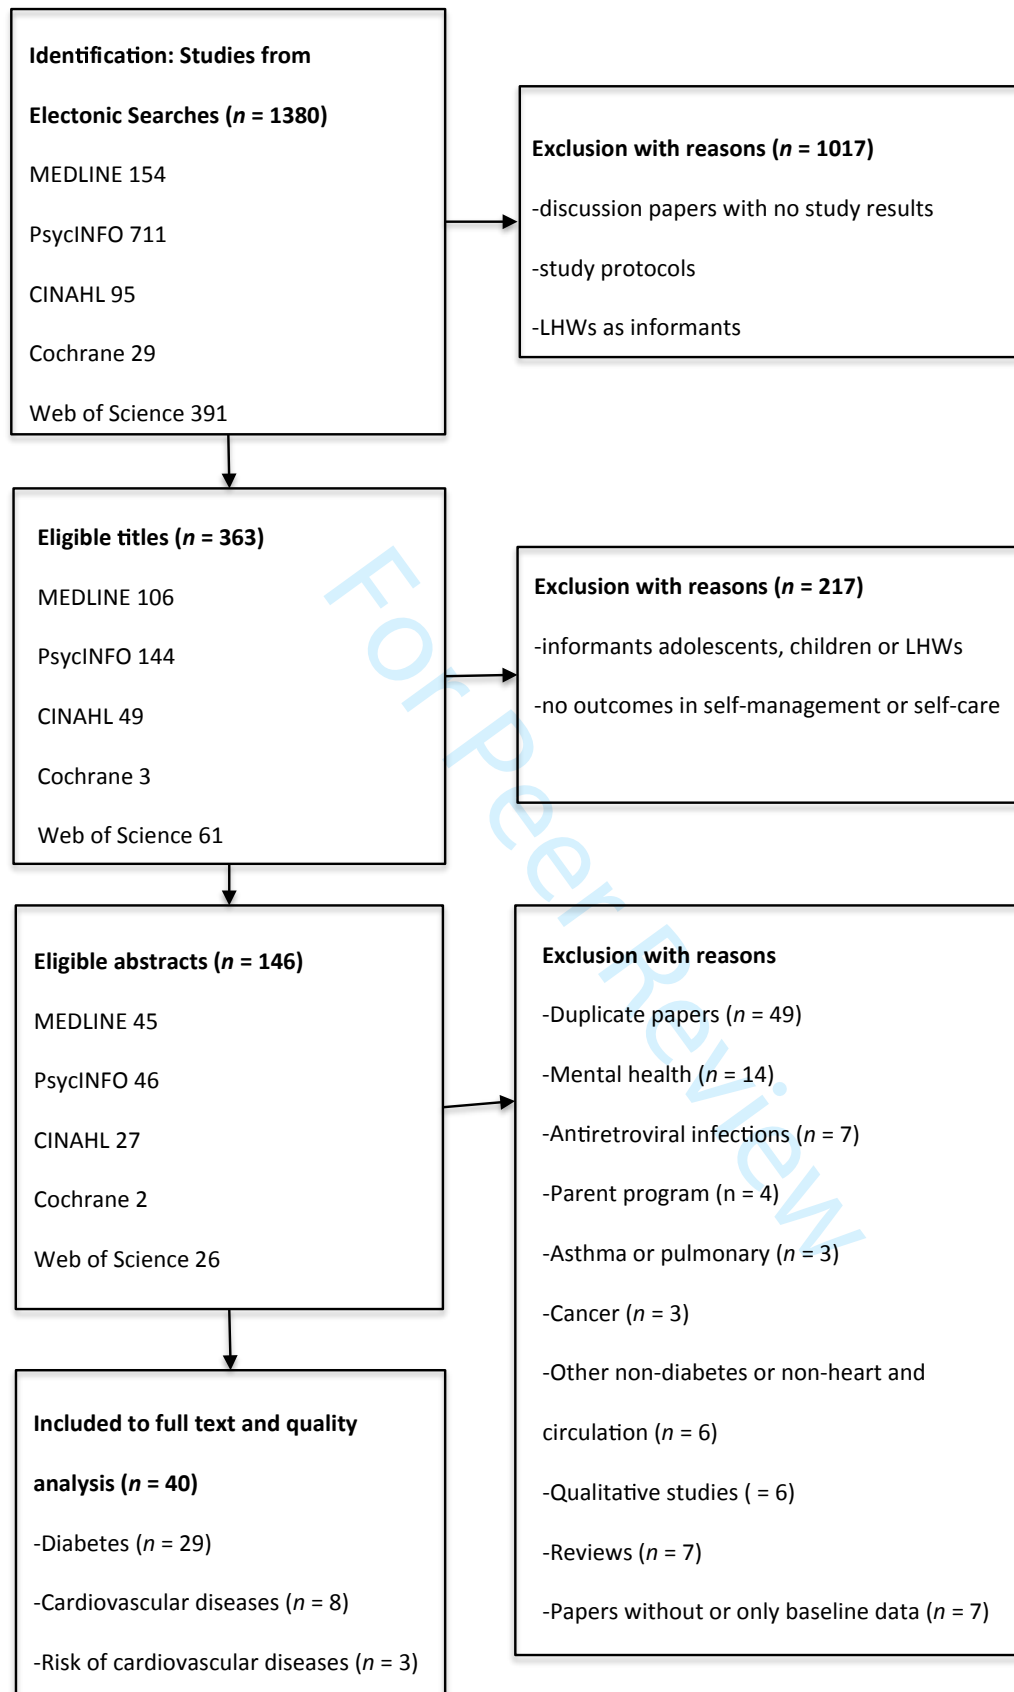 Identification: Studies from
Electonic Searches (n = 1380)
MEDLINE 154
PsycINFO 711
CINAHL 95
Cochrane 29
Web of Science 391
Exclusion with reasons (n = 1017)
-discussion papers with no study results
-study protocols
-LHWs as informants
Eligible titles (n = 363)
MEDLINE 106
PsycINFO 144
CINAHL 49
Cochrane 3
Web of Science 61
Exclusion with reasons (n = 217)
-informants adolescents, children or LHWs
-no outcomes in self-management or self-care
Eligible abstracts (n = 146)
MEDLINE 45
PsycINFO 46
CINAHL 27
Cochrane 2
Web of Science 26
Exclusion with reasons
-Duplicate papers (n = 49)
-Mental health (n = 14)
-Antiretroviral infections (n = 7)
-Parent program (n = 4)
-Asthma or pulmonary (n = 3)
-Cancer (n = 3)
-Other non-diabetes or non-heart and
circulation (n = 6)
-Qualitative studies ( = 6)
-Reviews (n = 7)
-Papers without or only baseline data (n = 7)
Included to full text and quality
analysis (n = 40)
-Diabetes (n = 29)
-Cardiovascular diseases (n = 8)
-Risk of cardiovascular diseases (n = 3)
For Peer Review